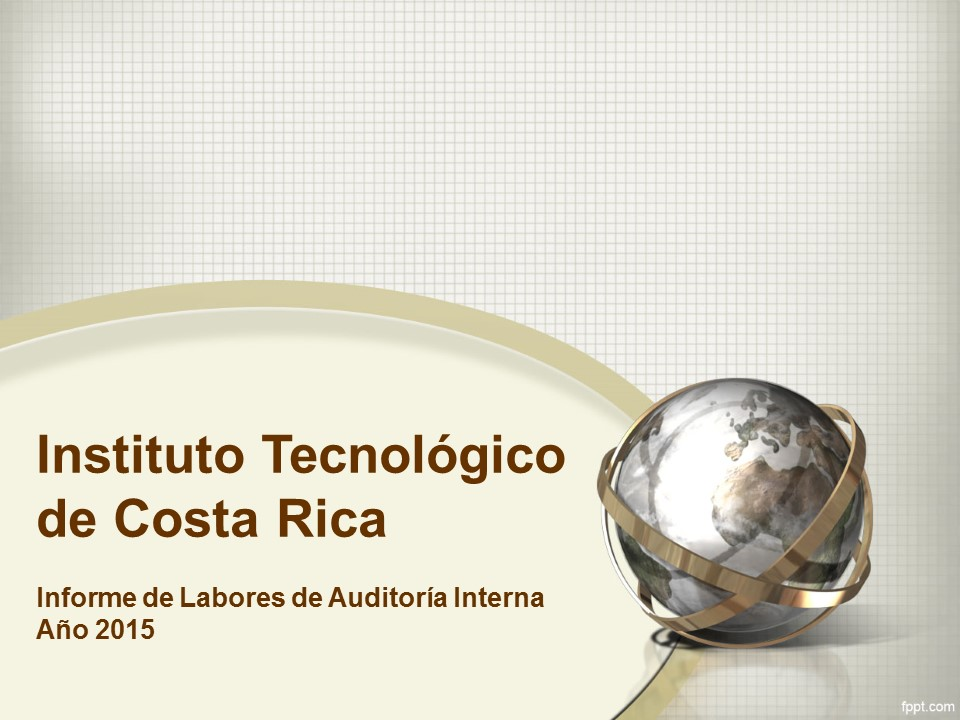 Instituto Tecnológico
de Costa Rica
Informe de Labores de Auditoría Interna
Año 2015
fppt.com